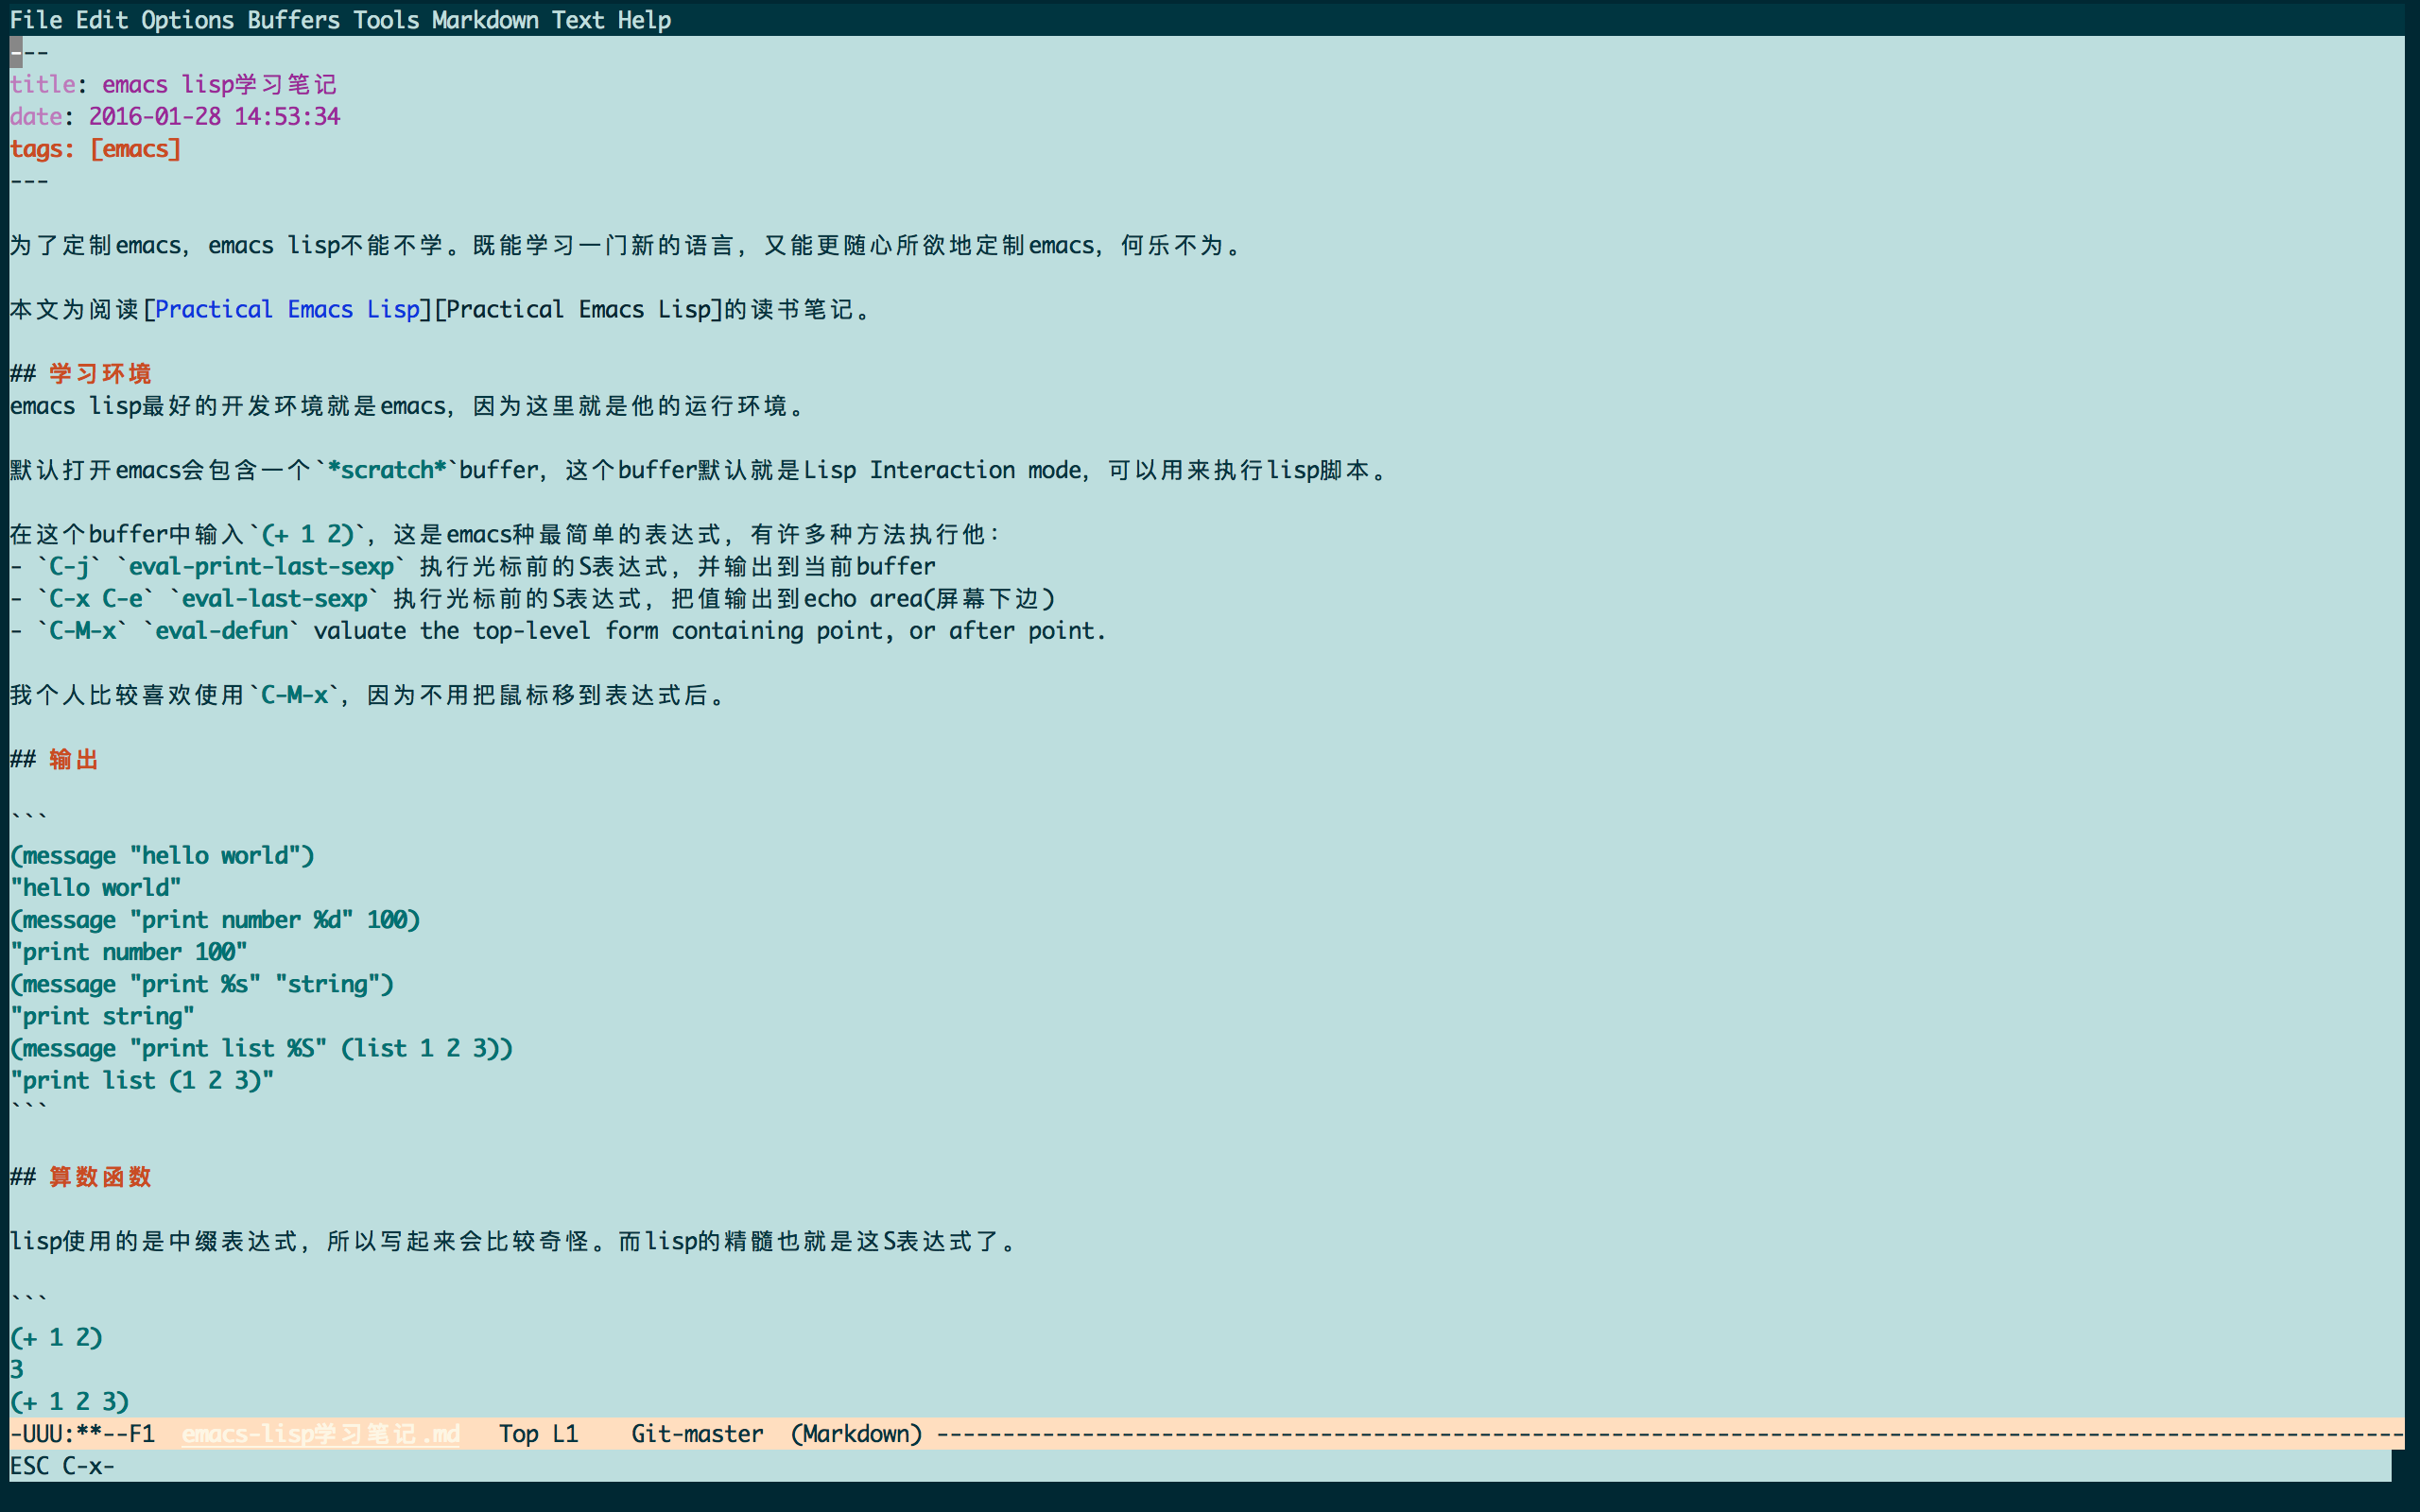 File Edit Options Buffers Tools Markdown Text Help
---
title: emacs lisp学习笔记
date: 2016-01-28 14:53:34
tags: [emacs]
---
为了定制emacs, emacs lisp不能不学。既能学习一门新的语言, 又能更随心所欲地定制emacs, 何乐不为。
本文为阅读[Practical Emacs Lisp][Practical Emacs Lisp]的读书笔记。
## 学习环境
emacs lisp最好的开发环境就是emacs, 因为这里就是他的运行环境。
默认打开emacs会包含一个`*scratch*`buffer, 这个buffer默认就是Lisp Interaction mode, 可以用来执行lisp脚本。
在这个buffer中输入`(+ 1 2)`, 这是emacs种最简单的表达式, 有许多种方法执行他:
- `C-j` `eval-print-last-sexp` 执行光标前的S表达式, 并输出到当前buffer
- `C-x C-e` `eval-last-sexp` 执行光标前的S表达式, 把值输出到echo area(屏幕下边)
- `C-M-x` `eval-defun` valuate the top-level form containing point, or after point.
我个人比较喜欢使用`C-M-x`, 因为不用把鼠标移到表达式后。
## 输出
```
(message "hello world")
"hello world"
(message "print number %d" 100)
"print number 100"
(message "print %s" "string")
"print string"
(message "print list %S" (list 1 2 3))
"print list (1 2 3)"
```
## 算数函数
lisp使用的是中缀表达式, 所以写起来会比较奇怪。而lisp的精髓也就是这S表达式了。
```
(+ 1 2)
3
(+ 1 2 3)
-UUU:**--F1  emacs-lisp学习笔记.md   Top L1    Git-master  (Markdown) ---------------------------------------------------------------------------------------------------------------
ESC C-x-